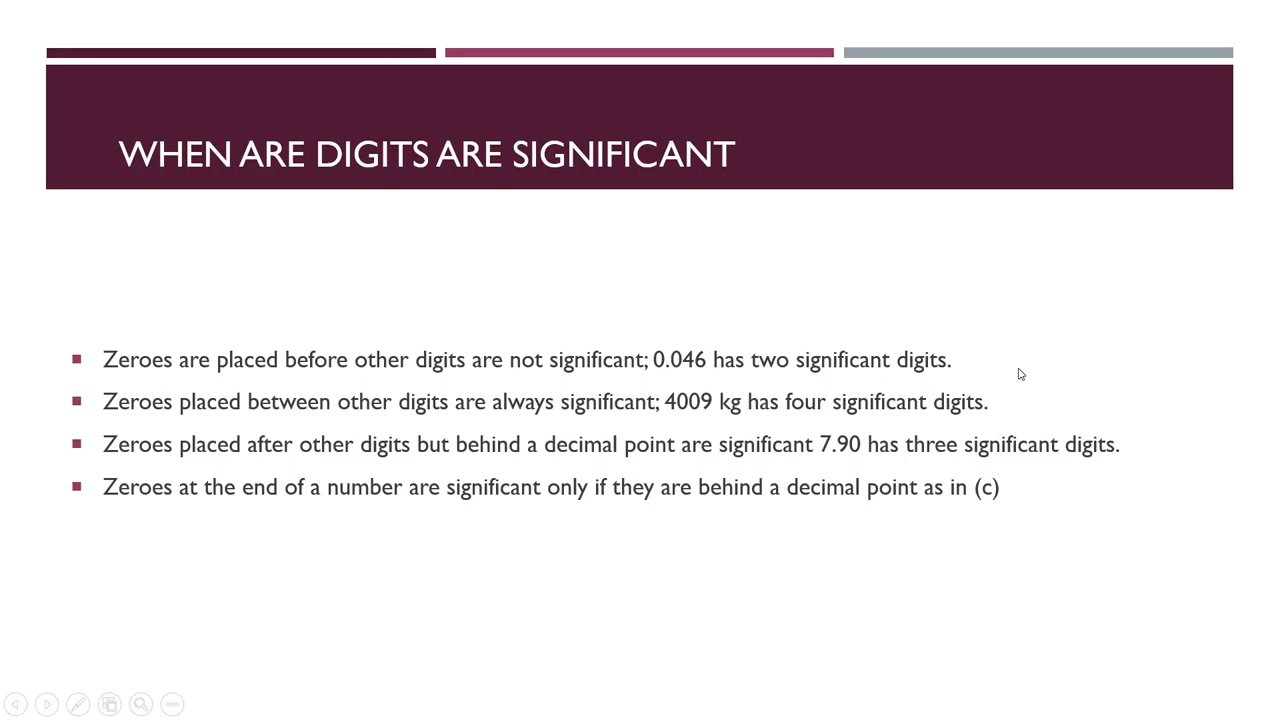 WHEN ARE DIGITS ARE SIGNIFICANT
Zeroes are placed before other digits are not significant; 0.046 has two significant digits.
Zeroes placed between other digits are always significant; 4009 kg has four significant digits.
Zeroes placed after other digits but behind a decimal point are significant 7.90 has three significant digits.
Zeroes at the end of a number are significant only if they are behind a decimal point as in (c)